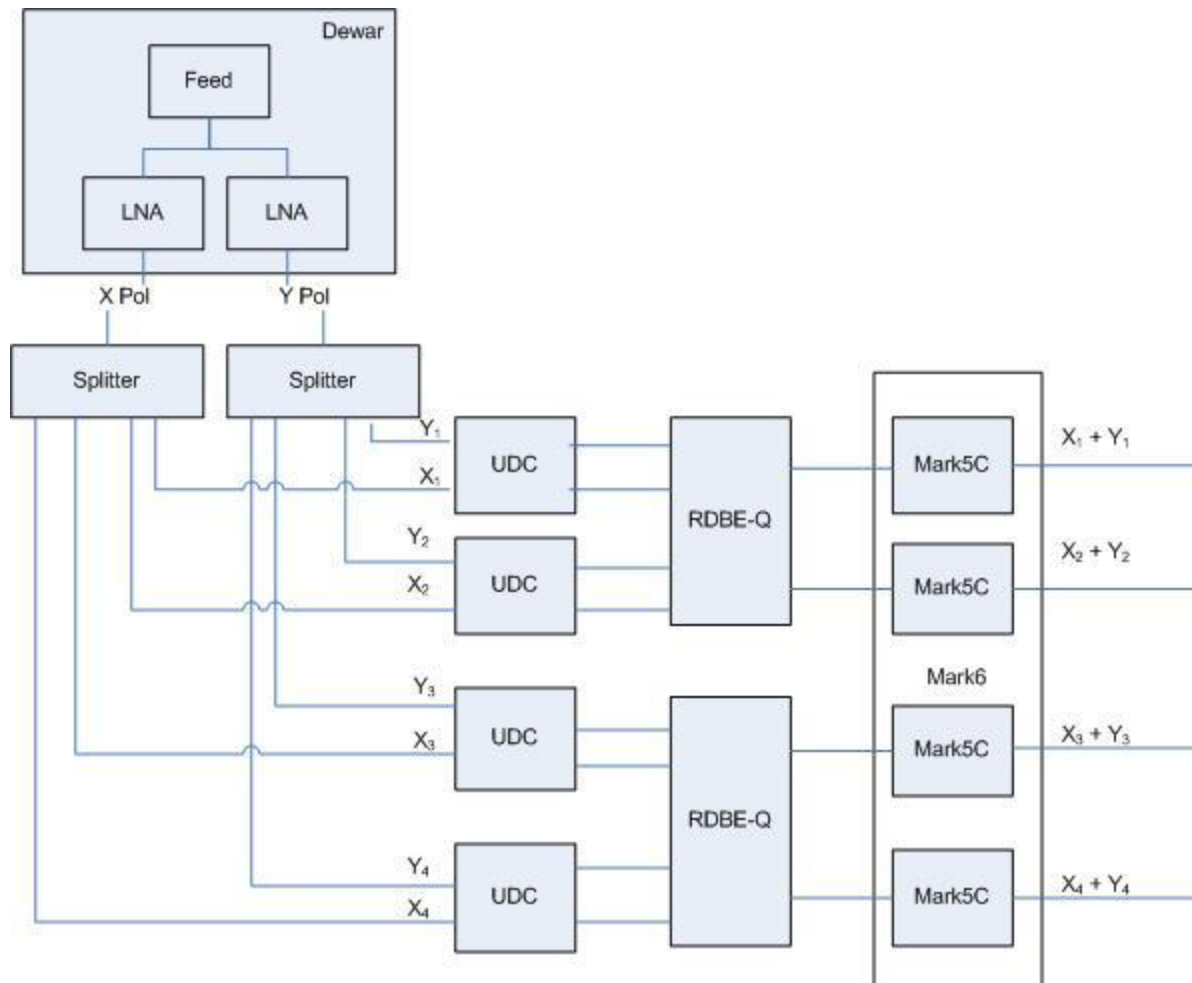 Dewar
Feed
LNA
LNA
X Pol
Y Pol
Splitter
Splitter
Y₁
X₁
UDC
Y₂
X₂
UDC
RDBE-Q
Mark5C
X₁ + Y₁
Mark5C
X₂ + Y₂
Mark6
Y₃
X₃
UDC
Y₄
X₄
UDC
RDBE-Q
Mark5C
X₃ + Y₃
Mark5C
X₄ + Y₄